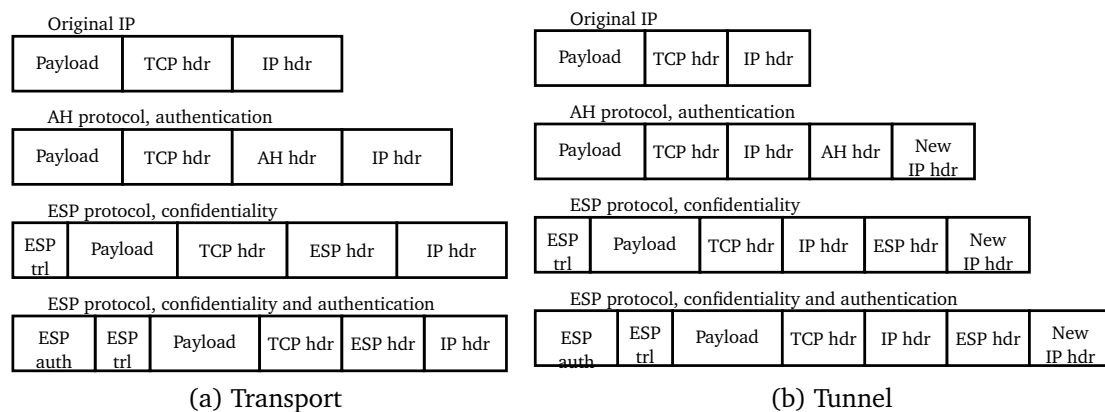 Original IP
Payload TCP hdr IP hdr
AH protocol, authentication
Payload TCP hdr AH hdr IP hdr
ESP protocol, confidentiality
ESP trl Payload TCP hdr ESP hdr IP hdr
ESP protocol, confidentiality and authentication
ESP auth ESP trl Payload TCP hdr ESP hdr IP hdr
(a) Transport
Original IP
Payload TCP hdr IP hdr
AH protocol, authentication
Payload TCP hdr IP hdr AH hdr New IP hdr
ESP protocol, confidentiality
ESP trl Payload TCP hdr IP hdr ESP hdr New IP hdr
ESP protocol, confidentiality and authentication
ESP auth ESP trl Payload TCP hdr IP hdr ESP hdr New IP hdr
(b) Tunnel